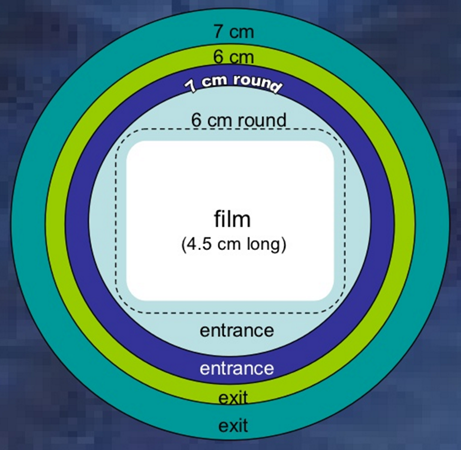 7 cm
6 cm
7 cm round
6 cm round
film
(4.5 cm long)
entrance
entrance
exit
exit